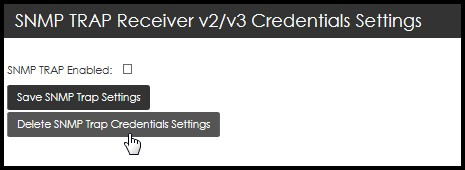 SNMP TRAP Receiver v2/v3 Credentials Settings
SNMP TRAP Enabled:
Save SNMP Trap Settings
Delete SNMP Trap Credentials Settings